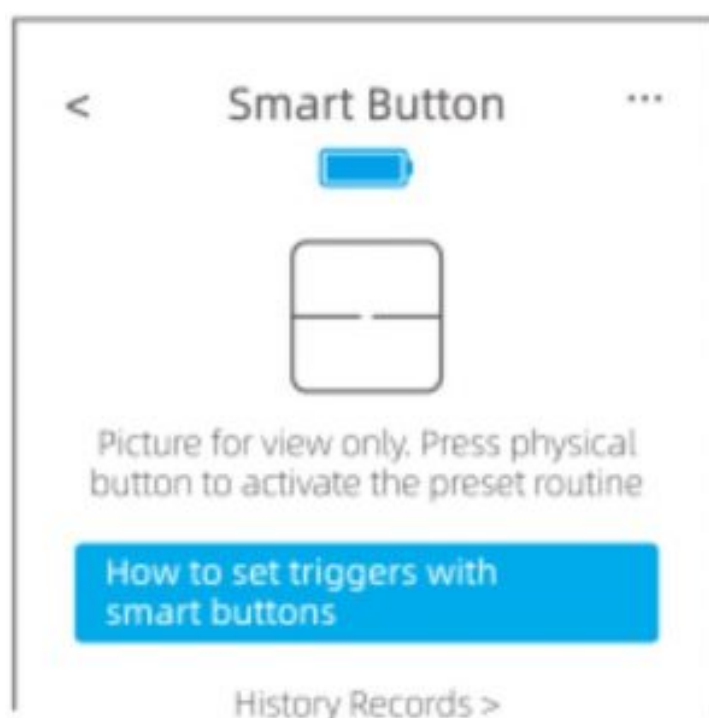 < Smart Button ...
Picture for view only. Press physical
button to activate the preset routine
How to set triggers with
smart buttons
History Records >